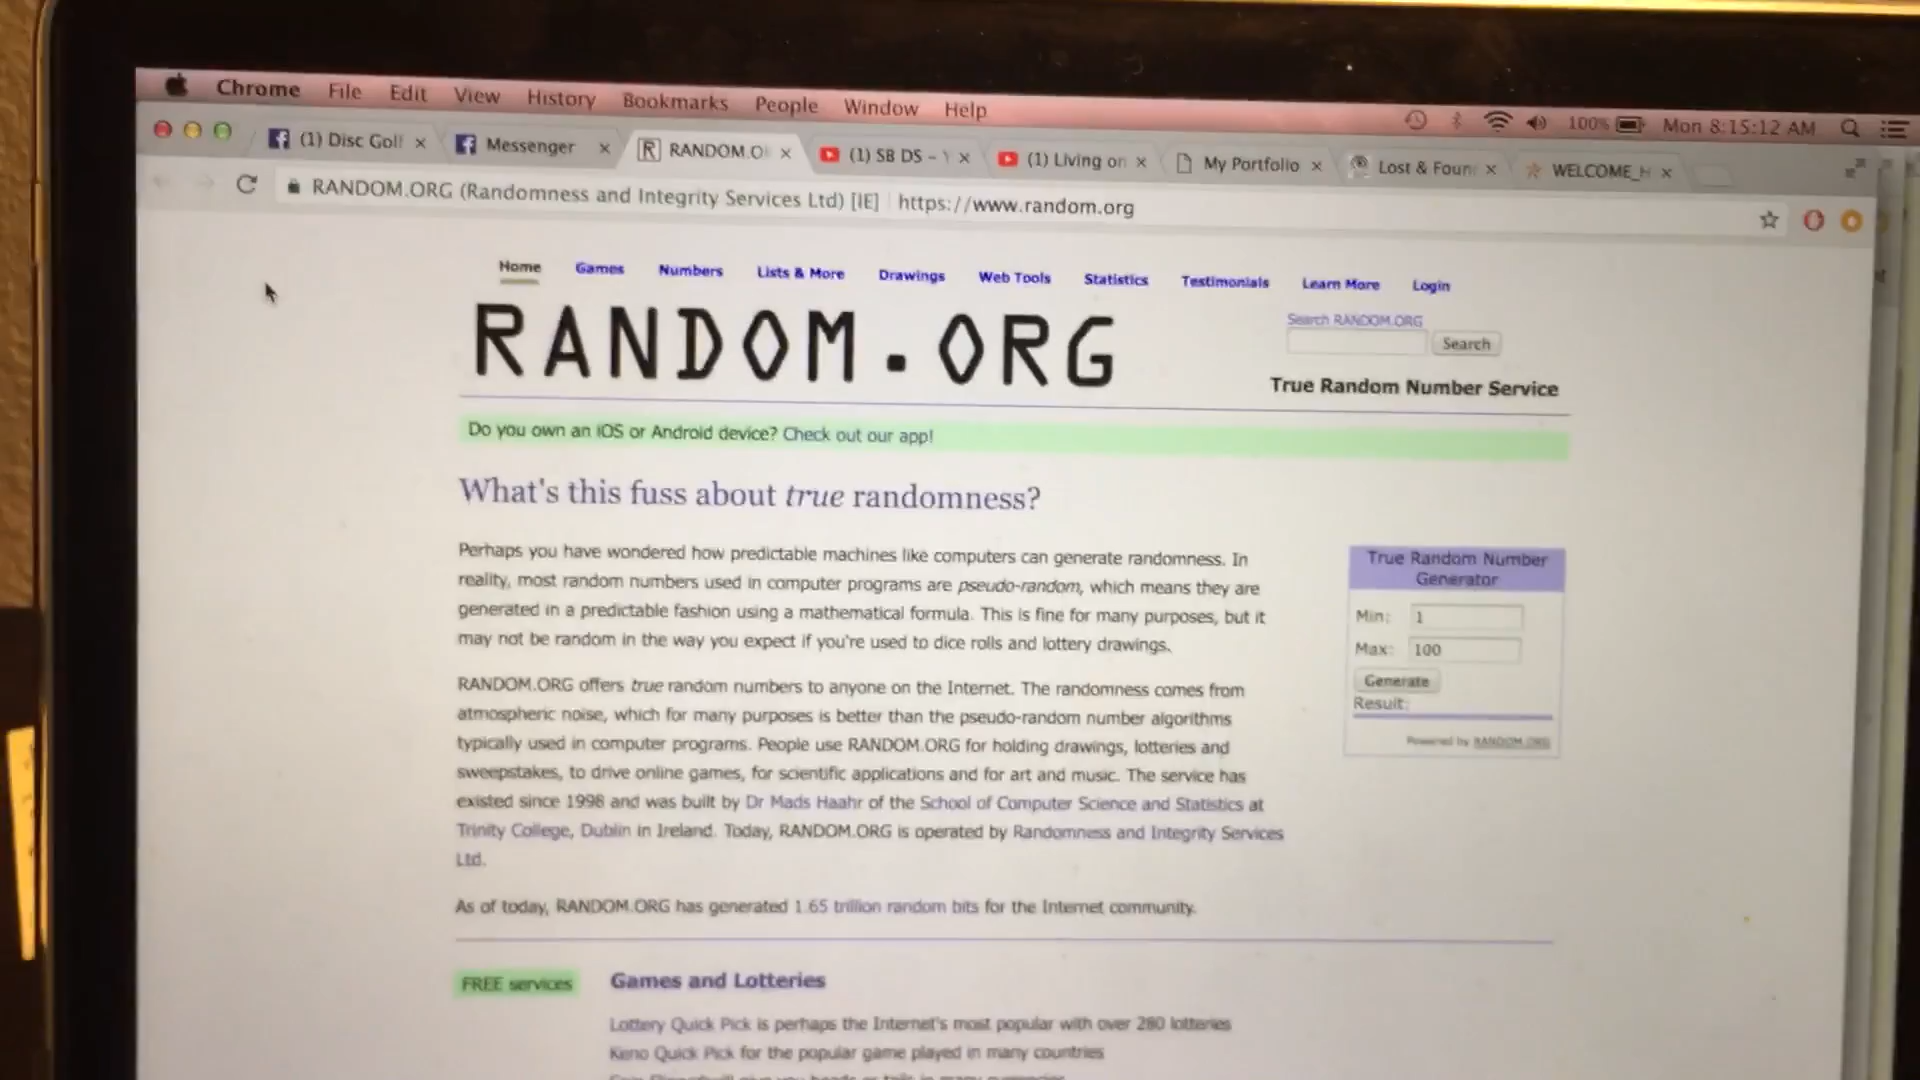 Chrome File Edit View History Bookmarks People Window Help 100% Mon 8:15:12 AM
(1) Disc Golf Messenger RANDOM.O (1) SB DS - Y (1) Living on My Portfolio Lost & Foun WELCOME_H
RANDOM.ORG (Randomness and Integrity Services Ltd) [IE] https://www.random.org
Home Games Numbers Lists & More Drawings Web Tools Statistics Testimonials Learn More Login
RANDOM.ORG
Search RANDOM.ORG
Search
True Random Number Service
Do you own an iOS or Android device? Check out our app!
What's this fuss about true randomness?
Perhaps you have wondered how predictable machines like computers can generate randomness. In
reality, most random numbers used in computer programs are pseudo-random, which means they are
generated in a predictable fashion using a mathematical formula. This is fine for many purposes, but it
may not be random in the way you expect if you're used to dice rolls and lottery drawings.
RANDOM.ORG offers true random numbers to anyone on the Internet. The randomness comes from
atmospheric noise, which for many purposes is better than the pseudo-random number algorithms
typically used in computer programs. People use RANDOM.ORG for holding drawings, lotteries and
sweepstakes, to drive online games, for scientific applications and for art and music. The service has
existed since 1998 and was built by Dr Mads Haahr of the School of Computer Science and Statistics at
Trinity College, Dublin in Ireland. Today, RANDOM.ORG is operated by Randomness and Integrity Services
Ltd.
As of today, RANDOM.ORG has generated 1.65 trillion random bits for the Internet community.
True Random Number
Generator
Min: 1
Max: 100
Generate
Result:
Powered by RANDOM.ORG
FREE services
Games and Lotteries
Lottery Quick Pick is perhaps the Internet's most popular with over 280 lotteries
Keno Quick Pick for the popular game played in many countries